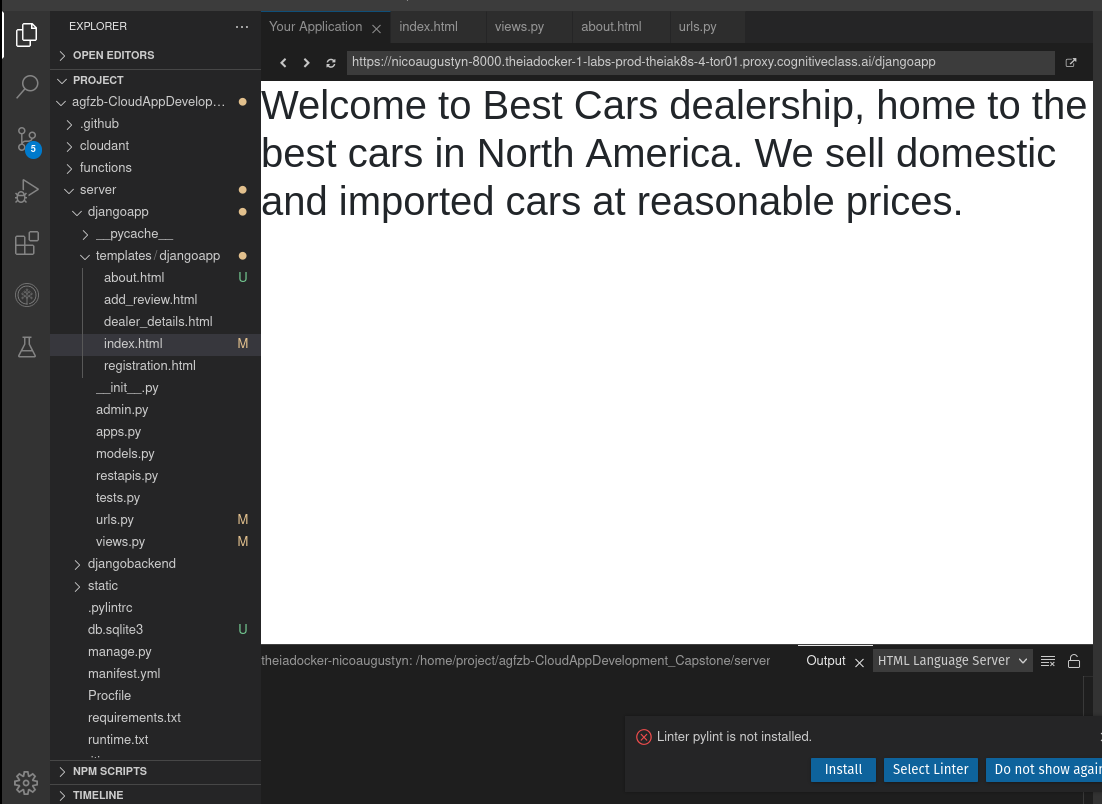 EXPLORER
Your Application
index.html
views.py
about.html
urls.py
OPEN EDITORS
https://nicoaugustyn-8000.theiadocker-1-labs-prod-theiak8s-4-tor01.proxy.cognitiveclass.ai/djangoapp
PROJECT
agfzb-CloudAppDevelop...
.github
cloudant
functions
server
djangoapp
__pycache__
templates/djangoapp
about.html U
add_review.html
dealer_details.html
index.html M
registration.html
__init__.py
admin.py
apps.py
models.py
restapis.py
tests.py
urls.py M
views.py M
djangobackend
static
.pylintrc
db.sqlite3 U
manage.py
manifest.yml
Procfile
requirements.txt
runtime.txt
NPM SCRIPTS
TIMELINE
5
Welcome to Best Cars dealership, home to the
best cars in North America. We sell domestic
and imported cars at reasonable prices.
theiadocker-nicoaugustyn: /home/project/agfzb-CloudAppDevelopment_Capstone/server
Output
HTML Language Server
Linter pylint is not installed.
Install
Select Linter
Do not show again